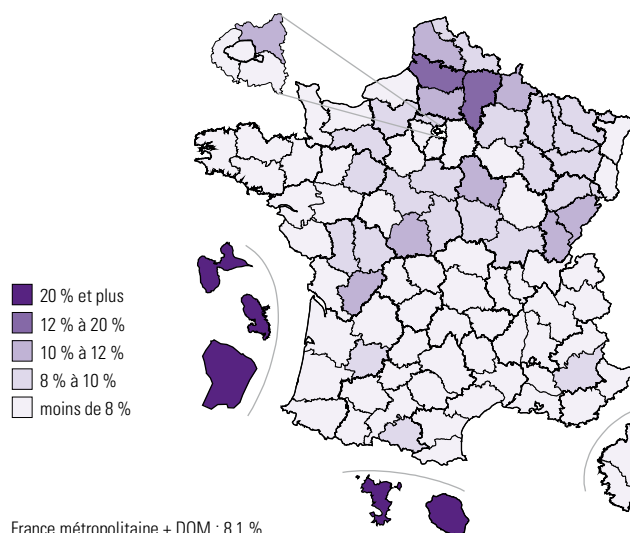 20 % et plus
12 % à 20 %
10 % à 12 %
8 % à 10 %
moins de 8 %
France métropolitaine + DOM : 8,1 %